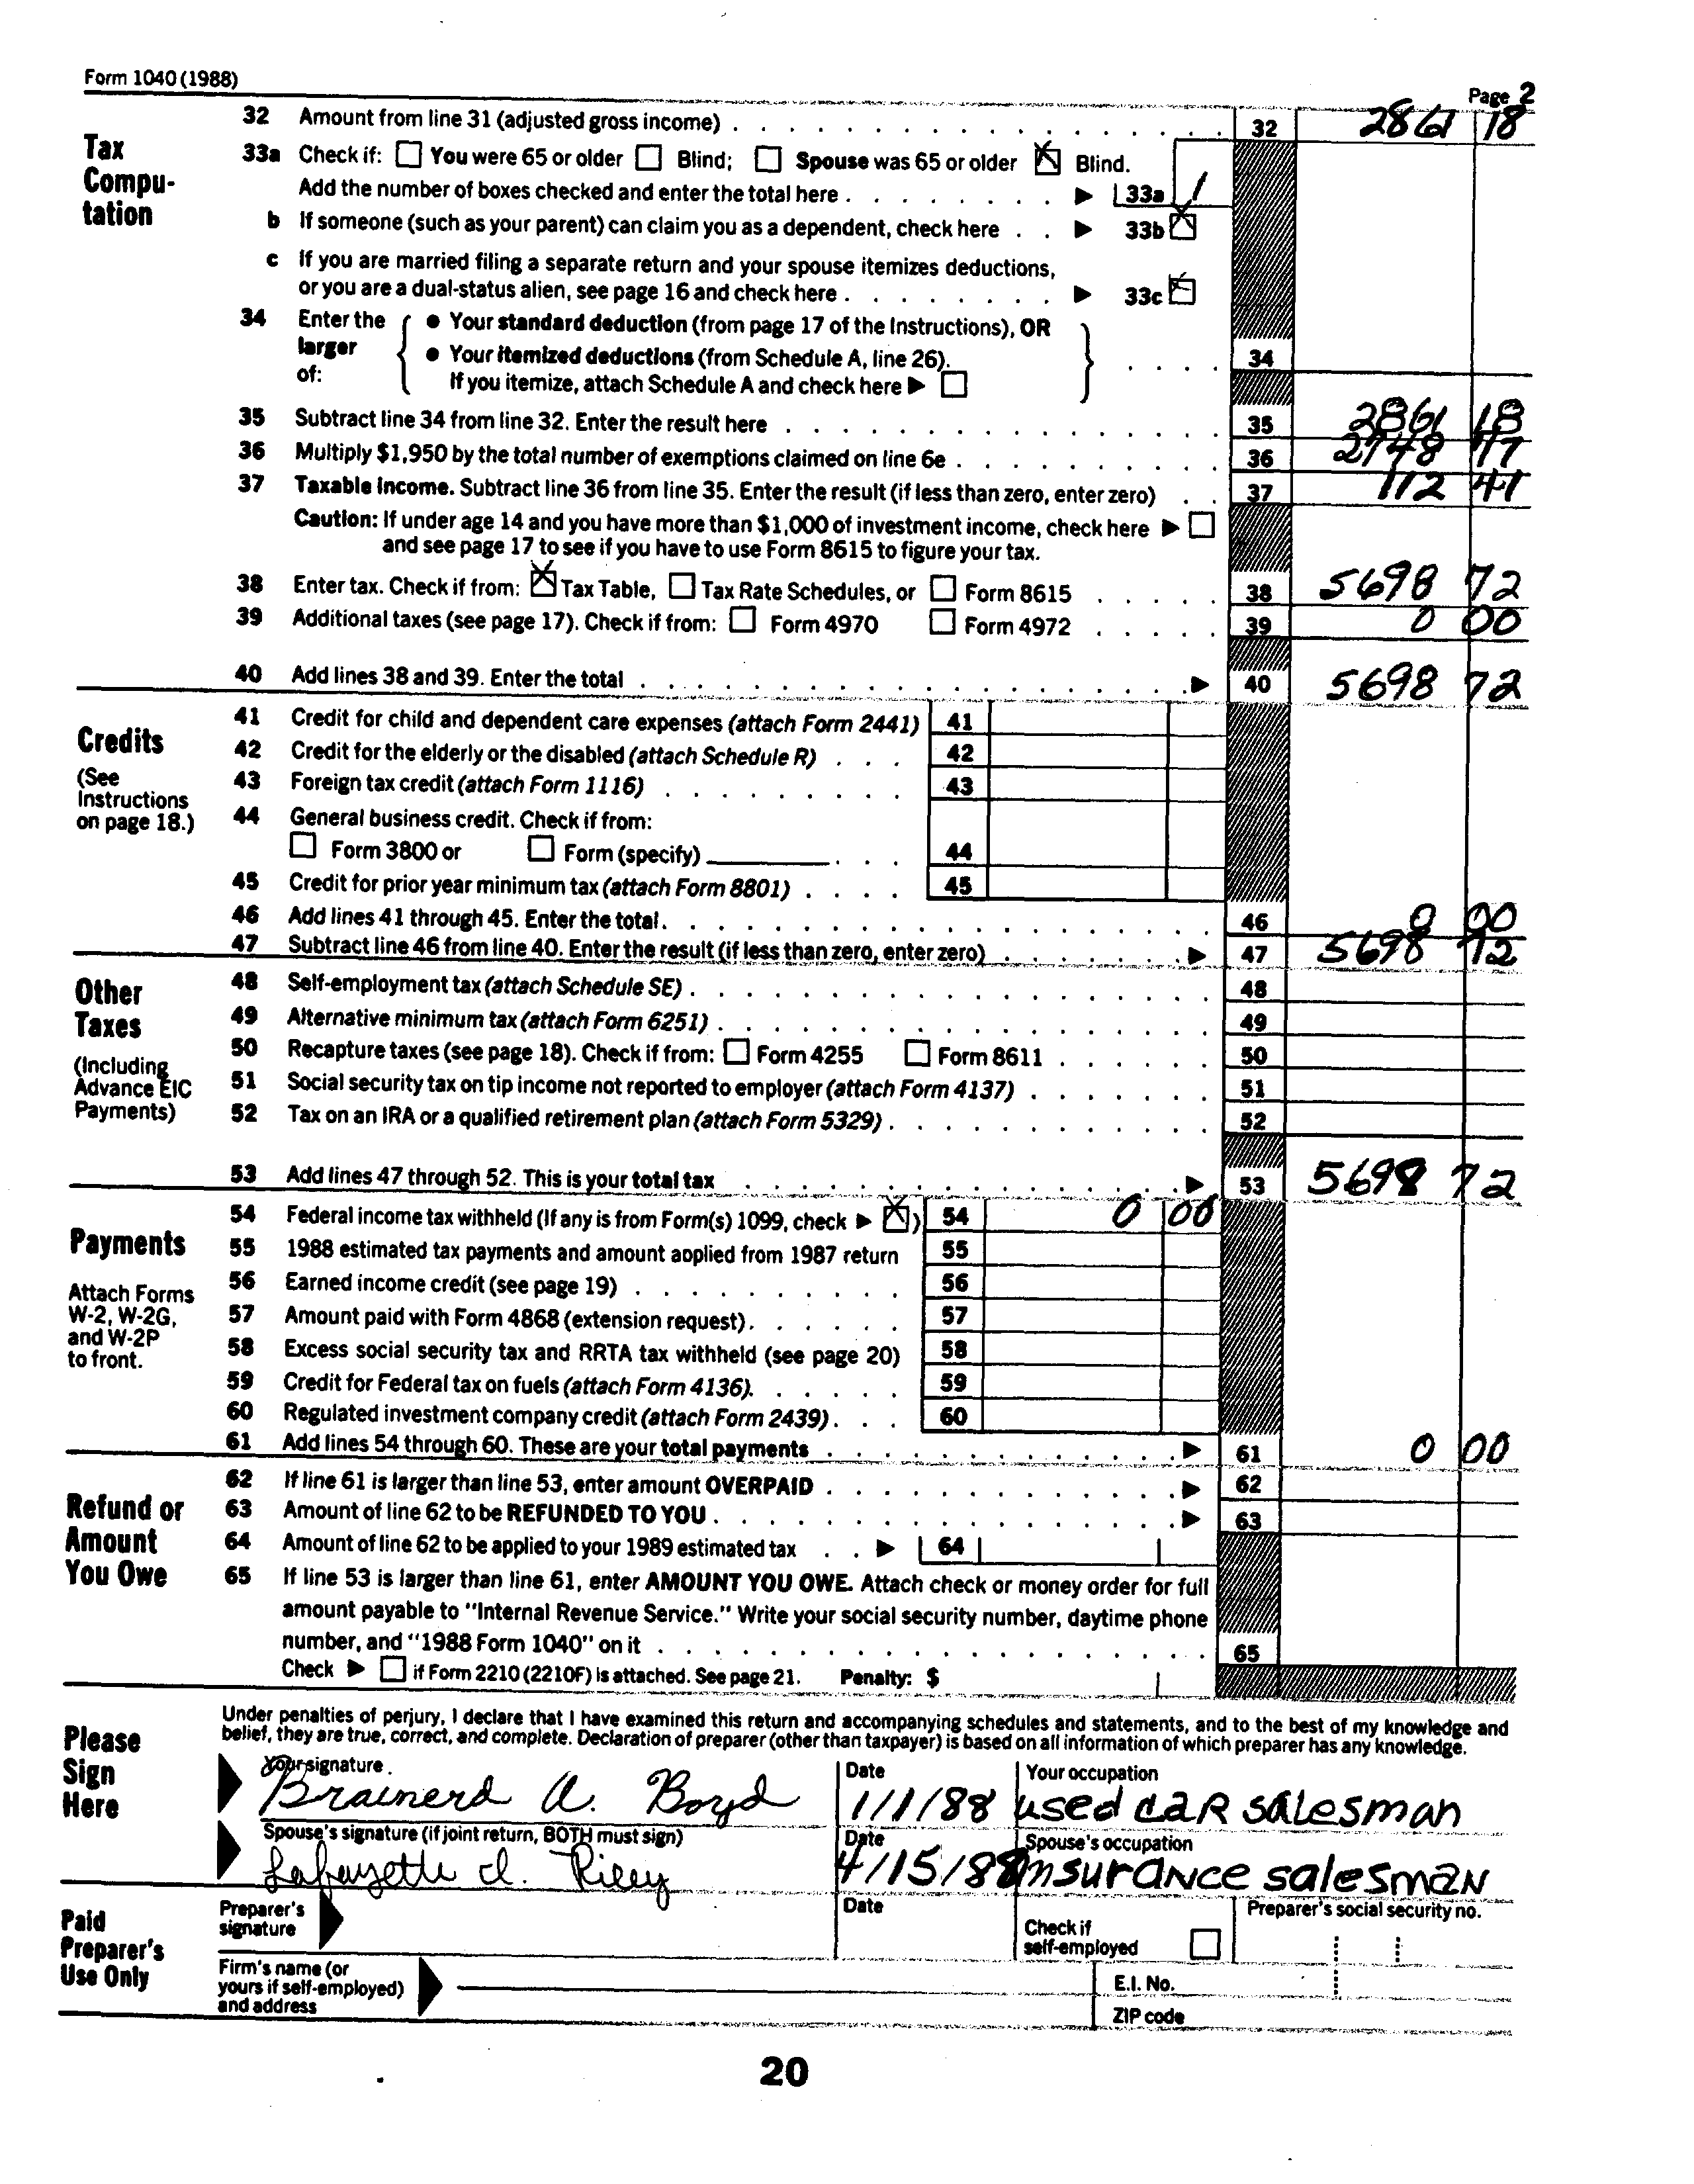 Form 1040 (1988)
Page 2
Tax Compu-tation
32 Amount from line 31 (adjusted gross income) . . . . 32 2861 18
33a Check if: You were 65 or older Blind; Spouse was 65 or older X Blind.
Add the number of boxes checked and enter the total here . . . . ▶ 33a 1
b If someone (such as your parent) can claim you as a dependent, check here . . ▶ 33b X
c If you are married filing a separate return and your spouse itemizes deductions,
or you are a dual-status alien, see page 16 and check here . . . . ▶ 33c X
34 Enter the larger of:
● Your standard deduction (from page 17 of the Instructions), OR
● Your itemized deductions (from Schedule A, line 26).
If you itemize, attach Schedule A and check here ▶
. . . . 34
35 Subtract line 34 from line 32. Enter the result here . . . . 35 2861 18
36 Multiply $1,950 by the total number of exemptions claimed on line 6e . . . . 36 2748 77
37 Taxable income. Subtract line 36 from line 35. Enter the result (if less than zero, enter zero) . . 37 112 41
Caution: If under age 14 and you have more than $1,000 of investment income, check here ▶
and see page 17 to see if you have to use Form 8615 to figure your tax.
38 Enter tax. Check if from: X Tax Table, Tax Rate Schedules, or Form 8615 . . . . 38 5698 72
39 Additional taxes (see page 17). Check if from: Form 4970 Form 4972 . . . . 39 0 00
40 Add lines 38 and 39. Enter the total . . . . ▶ 40 5698 72
Credits
(See Instructions on page 18.)
41 Credit for child and dependent care expenses (attach Form 2441) 41
42 Credit for the elderly or the disabled (attach Schedule R) . . . 42
43 Foreign tax credit (attach Form 1116) . . . . 43
44 General business credit. Check if from:
Form 3800 or Form (specify) . . . 44
45 Credit for prior year minimum tax (attach Form 8801) . . . . 45
46 Add lines 41 through 45. Enter the total . . . . 46 0 00
47 Subtract line 46 from line 40. Enter the result (if less than zero, enter zero) . . . . ▶ 47 5698 72
Other Taxes
(Including Advance EIC Payments)
48 Self-employment tax (attach Schedule SE) . . . . 48
49 Alternative minimum tax (attach Form 6251) . . . . 49
50 Recapture taxes (see page 18). Check if from: Form 4255 Form 8611 . . . . 50
51 Social security tax on tip income not reported to employer (attach Form 4137) . . . . 51
52 Tax on an IRA or a qualified retirement plan (attach Form 5329) . . . . 52
53 Add lines 47 through 52. This is your total tax . . . . ▶ 53 5698 72
Payments
Attach Forms W-2, W-2G, and W-2P to front.
54 Federal income tax withheld (If any is from Form(s) 1099, check ▶ X ) 54 0 00
55 1988 estimated tax payments and amount applied from 1987 return 55
56 Earned income credit (see page 19) . . . . 56
57 Amount paid with Form 4868 (extension request) . . . . 57
58 Excess social security tax and RRTA tax withheld (see page 20) 58
59 Credit for Federal tax on fuels (attach Form 4136) . . . . 59
60 Regulated investment company credit (attach Form 2439) . . . 60
61 Add lines 54 through 60. These are your total payments . . . . ▶ 61 0 00
Refund or Amount You Owe
62 If line 61 is larger than line 53, enter amount OVERPAID . . . . ▶ 62
63 Amount of line 62 to be REFUNDED TO YOU . . . . ▶ 63
64 Amount of line 62 to be applied to your 1989 estimated tax . . ▶ 64
65 If line 53 is larger than line 61, enter AMOUNT YOU OWE. Attach check or money order for full
amount payable to "Internal Revenue Service." Write your social security number, daytime phone
number, and "1988 Form 1040" on it . . . . 65
Check ▶ if Form 2210 (2210F) is attached. See page 21. Penalty: $
Please Sign Here
Under penalties of perjury, I declare that I have examined this return and accompanying schedules and statements, and to the best of my knowledge and
belief, they are true, correct, and complete. Declaration of preparer (other than taxpayer) is based on all information of which preparer has any knowledge.
Your signature Date Your occupation
Brainerd A. Boyd 1/1/88 used car salesman
Spouse's signature (if joint return, BOTH must sign) Date Spouse's occupation
Lafayette I. Riley 4/15/88 insurance salesman
Paid Preparer's Use Only
Preparer's signature Date Check if self-employed Preparer's social security no.
Firm's name (or yours if self-employed) and address E.I. No.
ZIP code
20